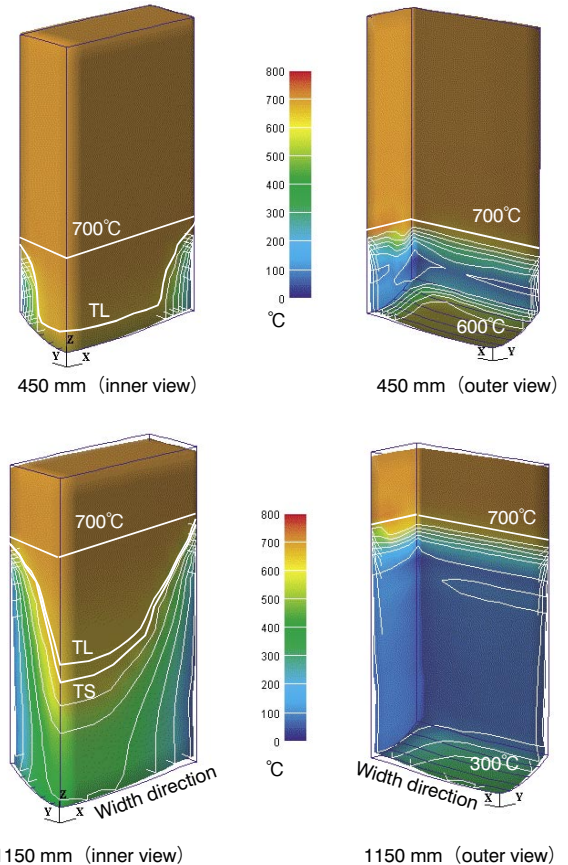 800
700
600
500
400
300
200
100
0
℃
700℃
TL
Z
Y X
450 mm（inner view）
700℃
600℃
X Y
450 mm（outer view）
800
700
600
500
400
300
200
100
0
℃
700℃
TL
TS
Z
Y X
Width direction
1150 mm（inner view）
700℃
300℃
Width direction
X Y
1150 mm（outer view）